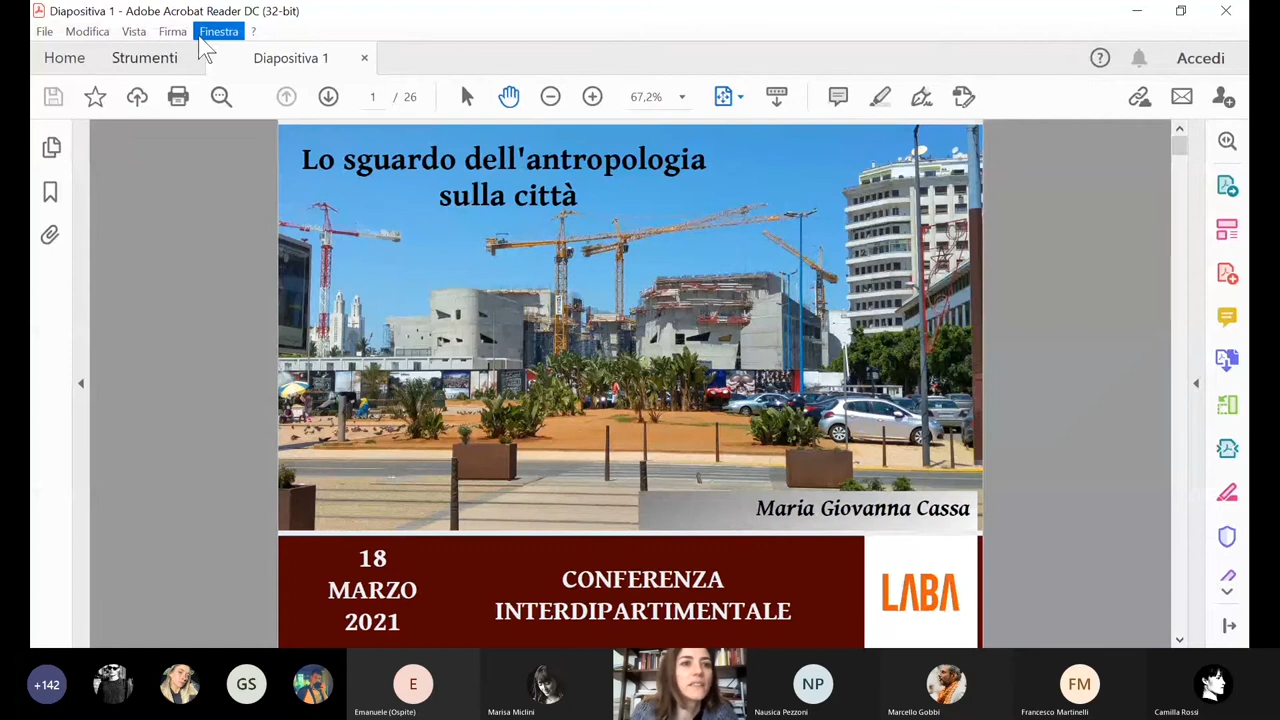 Diapositiva 1 - Adobe Acrobat Reader DC (32-bit)
File Modifica Vista Firma Finestra ?
Home Strumenti Diapositiva 1 Accedi
1 / 26 67,2%
Lo sguardo dell'antropologia
sulla città
Maria Giovanna Cassa
18
MARZO
2021
CONFERENZA
INTERDIPARTIMENTALE
LABA
+142 GS E NP FM
Emanuele (Ospite) Marisa Miclini Nausica Pezzoni Marcello Gobbi Francesco Martinelli Camilla Rossi